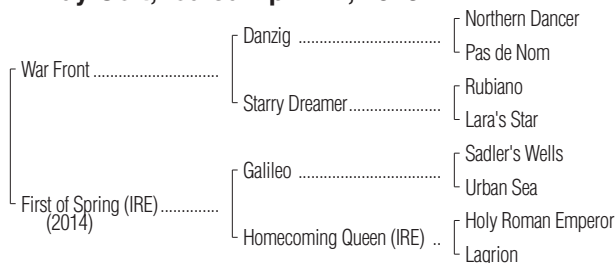 Northern Dancer
Danzig ..............................
Pas de Nom
War Front ..........................
Rubiano
Starry Dreamer ...................
Lara's Star
Sadler's Wells
Galileo ..............................
Urban Sea
First of Spring (IRE) ............
(2014)
Holy Roman Emperor
Homecoming Queen (IRE) ..
Lagrion